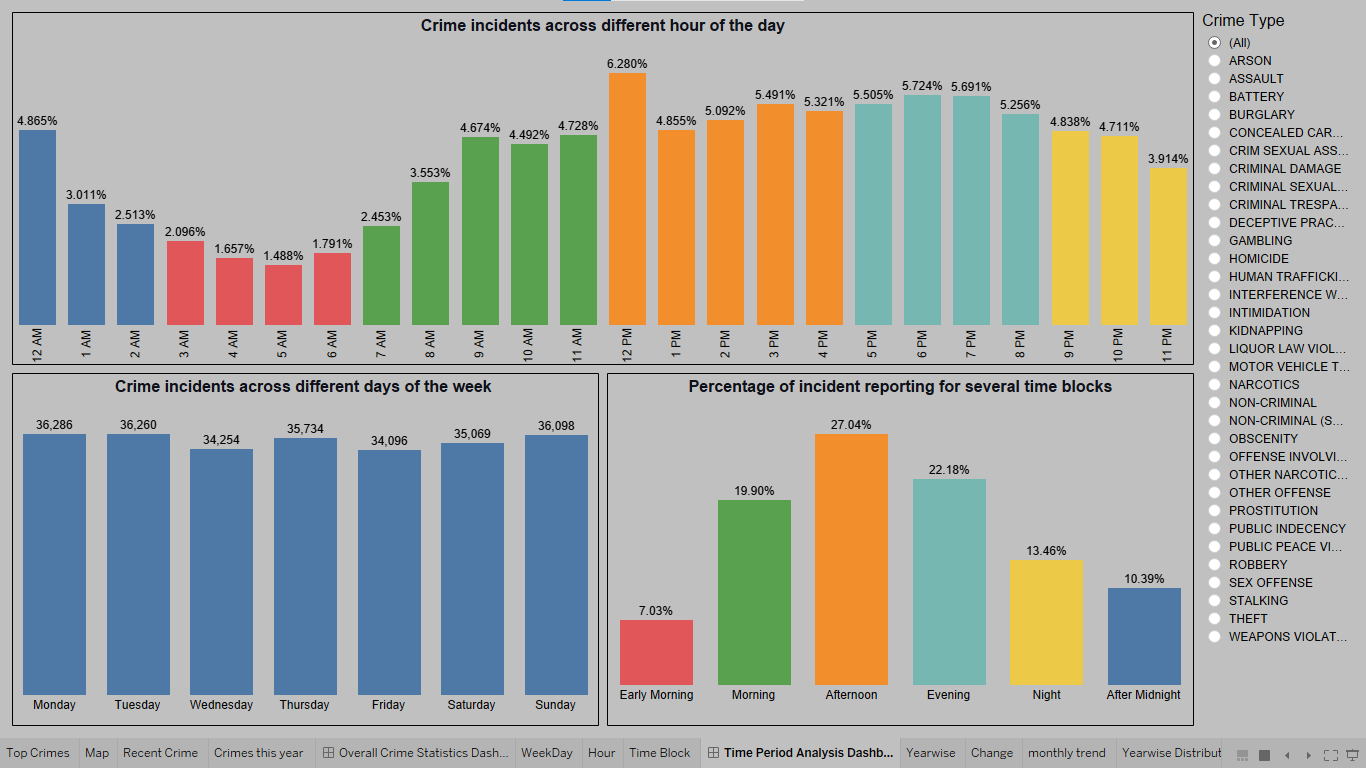 Crime incidents across different hour of the day
6.280%
5.724%
5.691%
5.505%
5.491%
5.321%
5.256%
5.092%
4.865%
4.855%
4.838%
4.728%
4.711%
4.674%
4.492%
3.914%
3.553%
3.011%
2.513%
2.453%
2.096%
1.791%
1.657%
1.488%
12 AM
1 AM
2 AM
3 AM
4 AM
5 AM
6 AM
7 AM
8 AM
9 AM
10 AM
11 AM
12 PM
1 PM
2 PM
3 PM
4 PM
5 PM
6 PM
7 PM
8 PM
9 PM
10 PM
11 PM
Crime incidents across different days of the week
36,286 36,260 34,254 35,734 34,096 35,069 36,098
Monday Tuesday Wednesday Thursday Friday Saturday Sunday
Percentage of incident reporting for several time blocks
27.04%
22.18%
19.90%
13.46%
10.39%
7.03%
Early Morning Morning Afternoon Evening Night After Midnight
Crime Type
(All)
ARSON
ASSAULT
BATTERY
BURGLARY
CONCEALED CAR...
CRIM SEXUAL ASS...
CRIMINAL DAMAGE
CRIMINAL SEXUAL...
CRIMINAL TRESPA...
DECEPTIVE PRAC...
GAMBLING
HOMICIDE
HUMAN TRAFFICKI...
INTERFERENCE W...
INTIMIDATION
KIDNAPPING
LIQUOR LAW VIOL...
MOTOR VEHICLE T...
NARCOTICS
NON-CRIMINAL
NON-CRIMINAL (S...
OBSCENITY
OFFENSE INVOLVI...
OTHER NARCOTIC...
OTHER OFFENSE
PROSTITUTION
PUBLIC INDECENCY
PUBLIC PEACE VI...
ROBBERY
SEX OFFENSE
STALKING
THEFT
WEAPONS VIOLAT...
Top Crimes Map Recent Crime Crimes this year Overall Crime Statistics Dash... WeekDay Hour Time Block Time Period Analysis Dashb... Yearwise Change monthly trend Yearwise Distribut